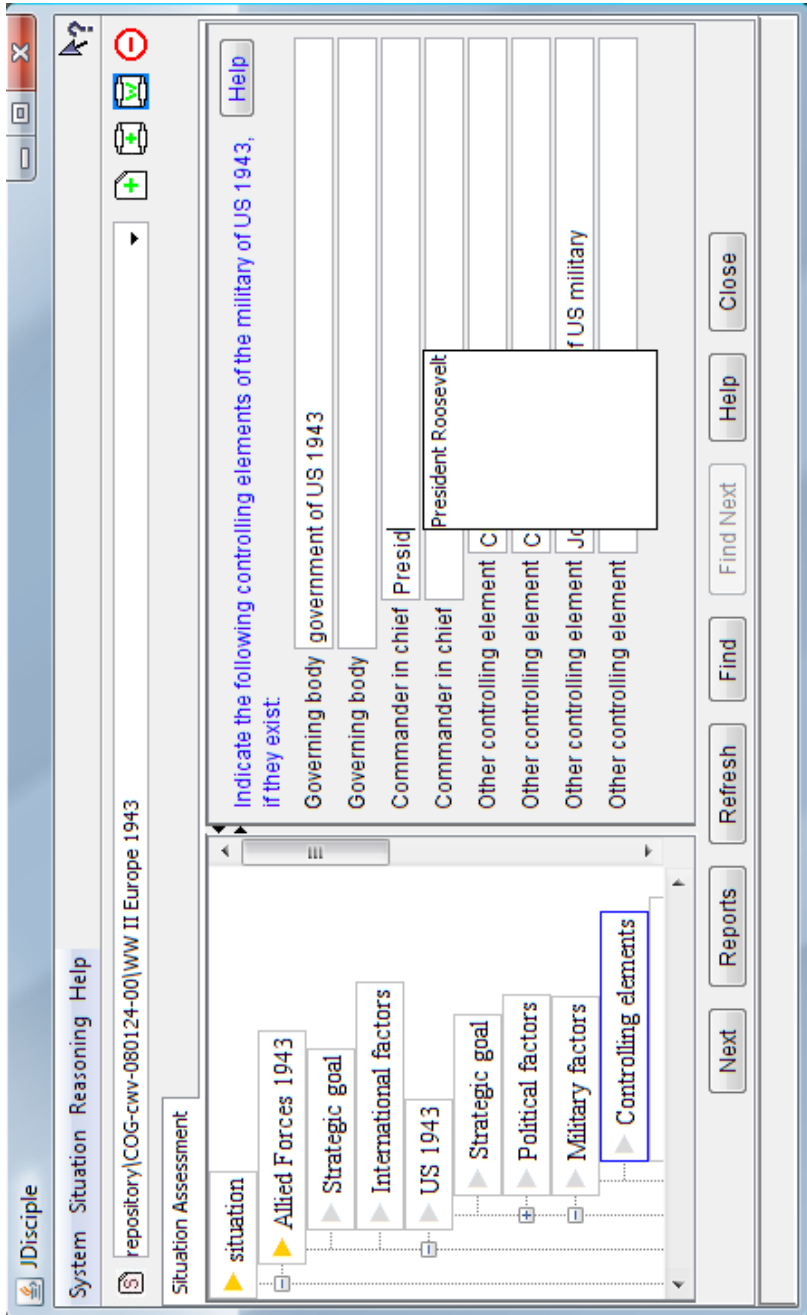 JDisciple
System Situation Reasoning Help
repository\COG-cwv-080124-00\WW II Europe 1943
Situation Assessment
situation
Allied Forces 1943
Strategic goal
International factors
US 1943
Strategic goal
Political factors
Military factors
Controlling elements
Indicate the following controlling elements of the military of US 1943,
if they exist:
Help
Governing body government of US 1943
Governing body
Commander in chief Presid
Commander in chief
President Roosevelt
Other controlling element C
Other controlling element C
Other controlling element Jo f US military
Other controlling element
Next Reports Refresh Find Find Next Help Close